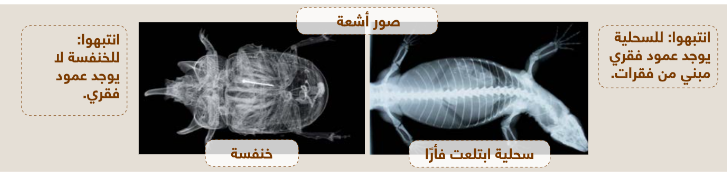 صور أشعة
انتبهوا: للسحلية
يوجد عمود فقري
مبني من فقرات.
انتبهوا:
للخنفسة لا
يوجد عمود
فقري.
سحلية ابتلعت فأرًا
خنفسة